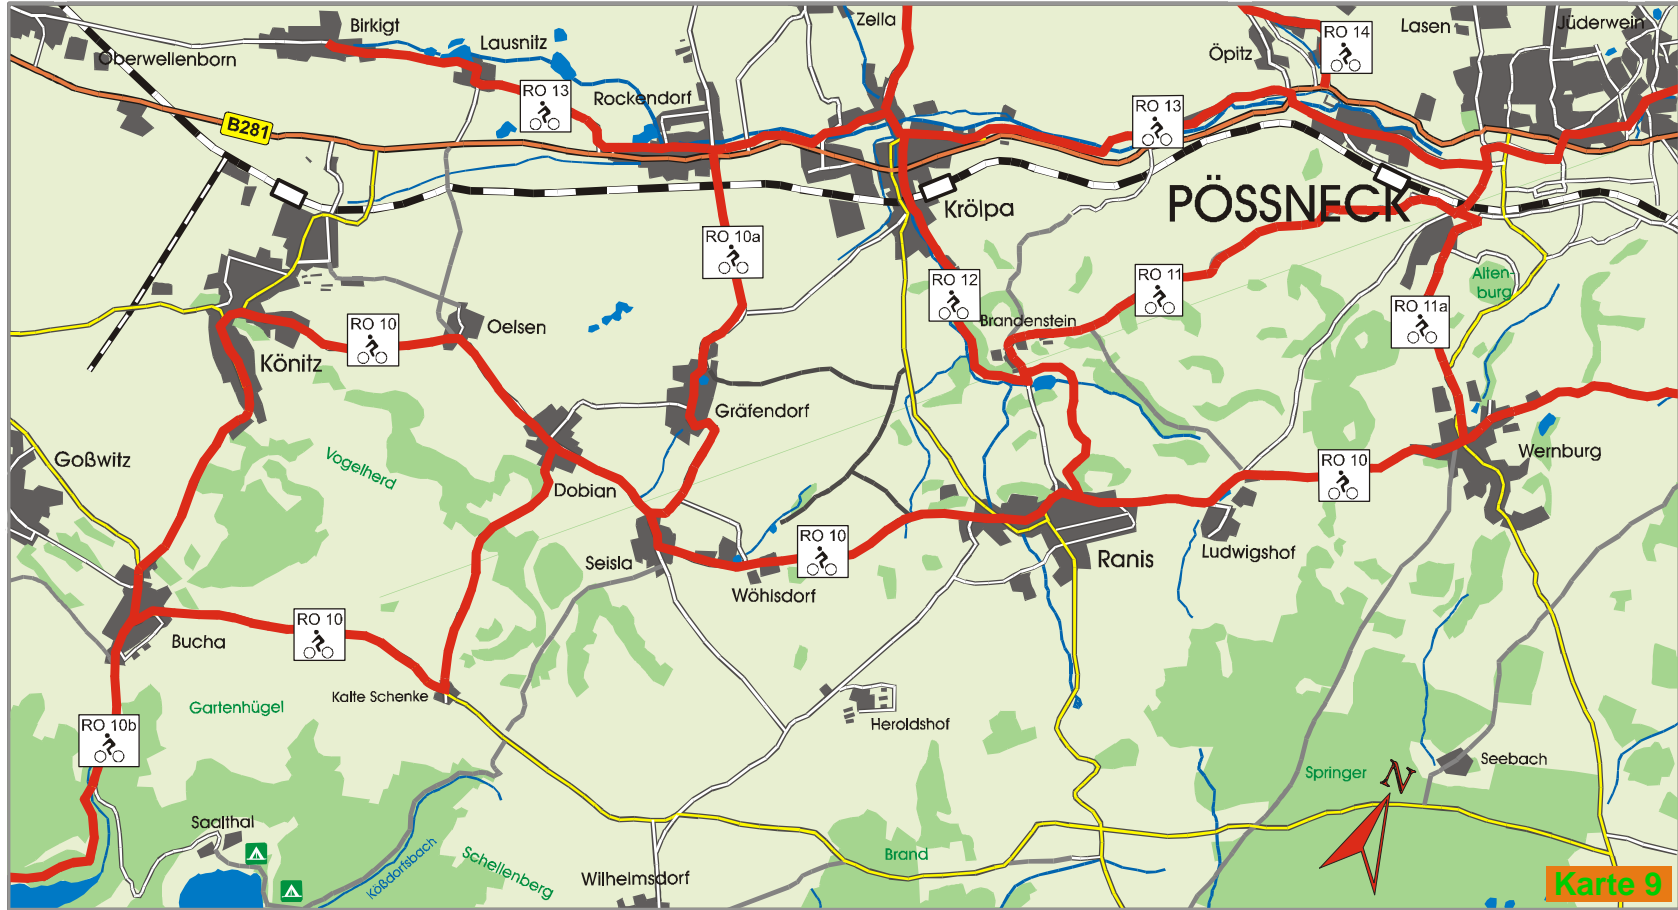 Birkigt
Zella
Lasen
Jüderwein
Lausnitz
Öpitz
RO 14
Oberwellenborn
RO 13
Rockendorf
RO 13
B281
PÖSSNECK
Krölpa
RO 10a
RO 11
RO 12
Alten-
burg
RO 11a
Brandenstein
RO 10
Oelsen
Könitz
Gräfendorf
Goßwitz
Vogelherd
Wernburg
RO 10
Dobian
RO 10
Ludwigshof
Seisla
Ranis
Wöhlsdorf
RO 10
Bucha
Kalte Schenke
Gartenhügel
Heroldshof
RO 10b
Seebach
Springer
N
Saalthal
Kößdorfsbach
Schellenberg
Brand
Wilhelmsdorf
Karte 9